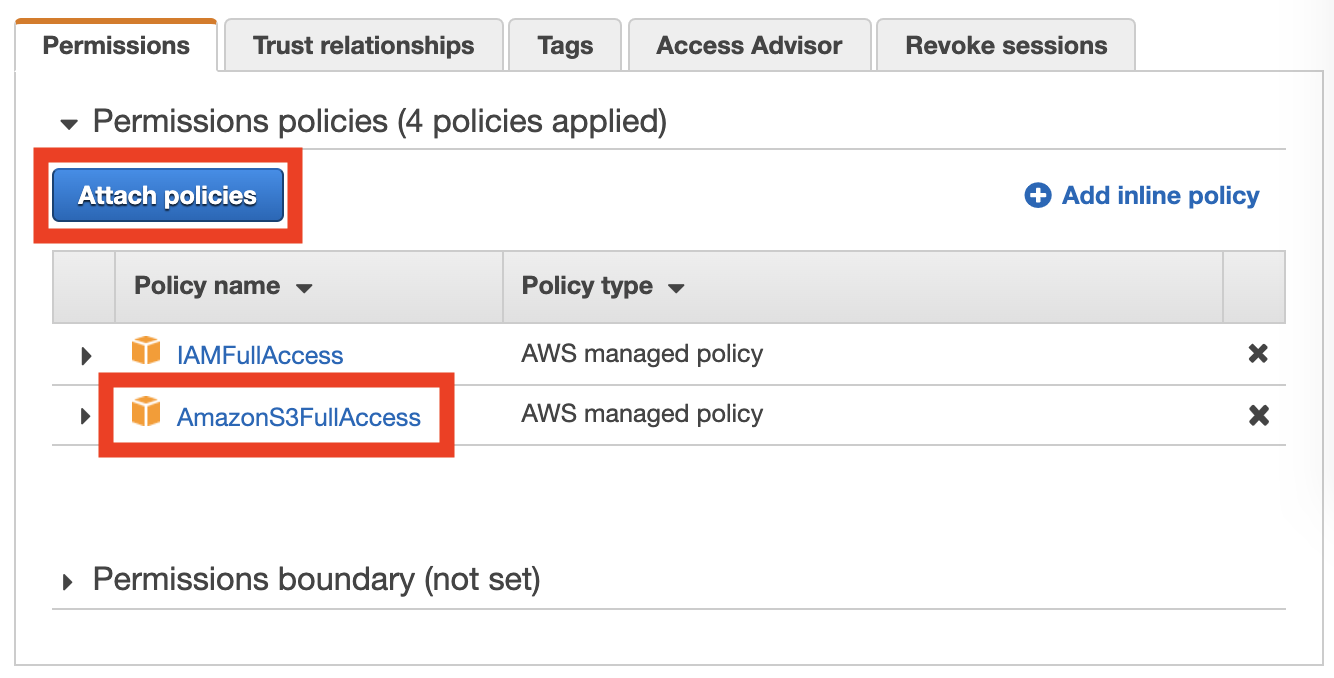 Permissions Trust relationships Tags Access Advisor Revoke sessions
Permissions policies (4 policies applied)
Attach policies Add inline policy
Policy name Policy type
IAMFullAccess AWS managed policy
AmazonS3FullAccess AWS managed policy
Permissions boundary (not set)